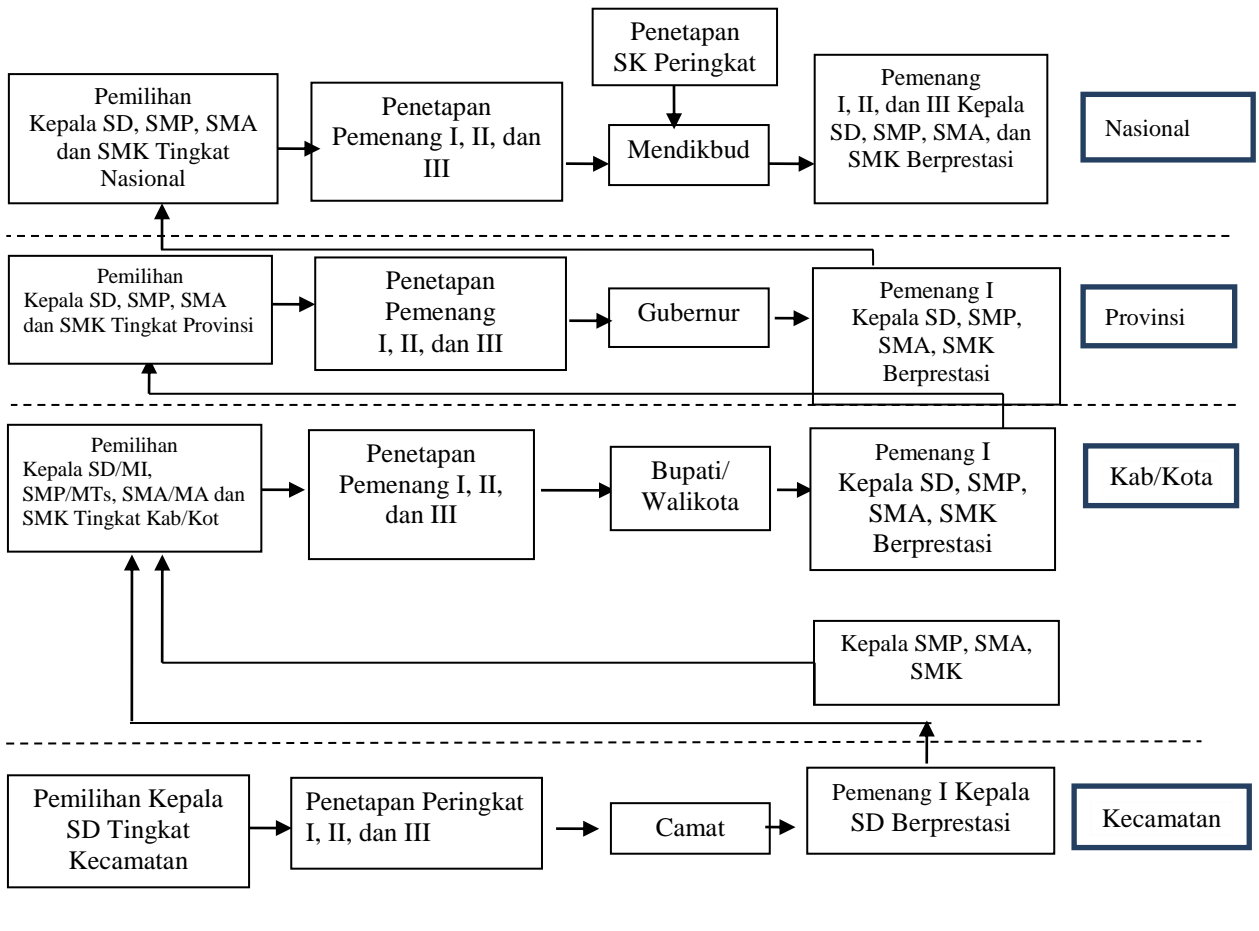 Penetapan
SK Peringkat
Pemilihan
Kepala SD, SMP, SMA
dan SMK Tingkat
Nasional
Penetapan
Pemenang I, II, dan
III
Mendikbud
Pemenang
I, II, dan III Kepala
SD, SMP, SMA, dan
SMK Berprestasi
Nasional
Pemilihan
Kepala SD, SMP, SMA
dan SMK Tingkat Provinsi
Penetapan
Pemenang
I, II, dan III
Gubernur
Pemenang I
Kepala SD, SMP,
SMA, SMK
Berprestasi
Provinsi
Pemilihan
Kepala SD/MI,
SMP/MTs, SMA/MA dan
SMK Tingkat Kab/Kot
Penetapan
Pemenang I, II,
dan III
Bupati/
Walikota
Pemenang I
Kepala SD, SMP,
SMA, SMK
Berprestasi
Kab/Kota
Kepala SMP, SMA,
SMK
Pemilihan Kepala
SD Tingkat
Kecamatan
Penetapan Peringkat
I, II, dan III
Camat
Pemenang I Kepala
SD Berprestasi
Kecamatan